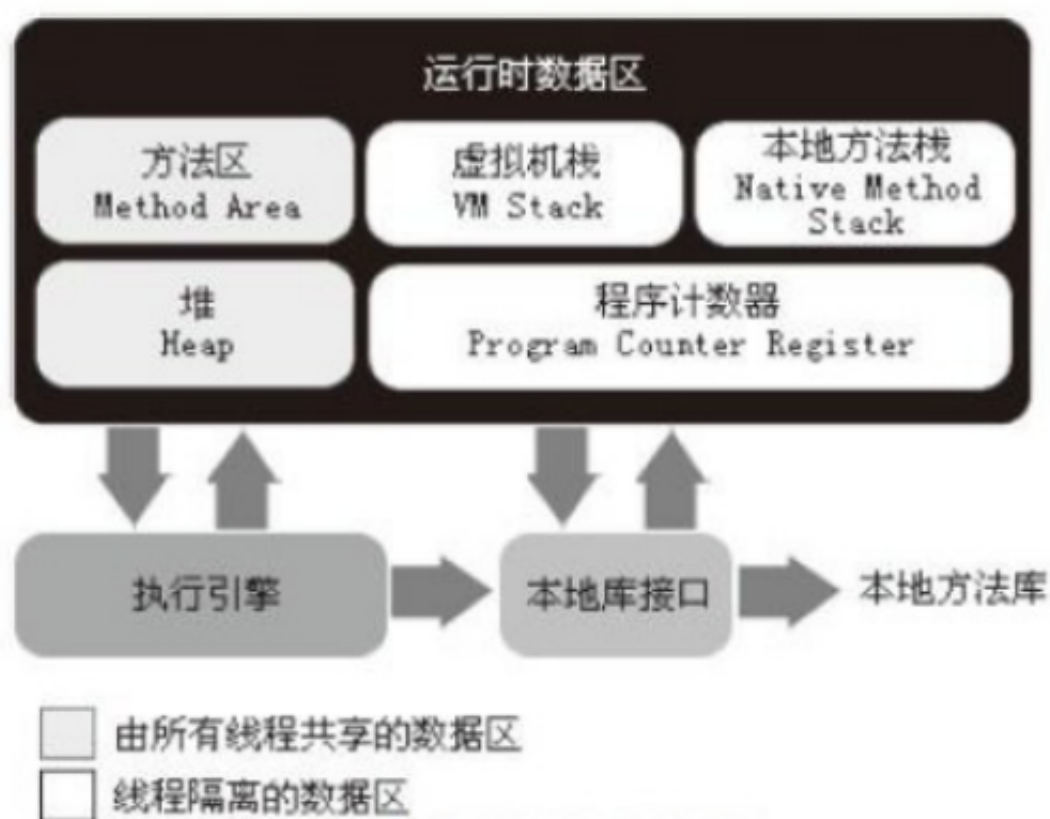 运行时数据区
方法区
Method Area
虚拟机栈
VM Stack
本地方法栈
Native Method
Stack
堆
Heap
程序计数器
Program Counter Register
执行引擎
本地库接口
本地方法库
由所有线程共享的数据区
线程隔离的数据区